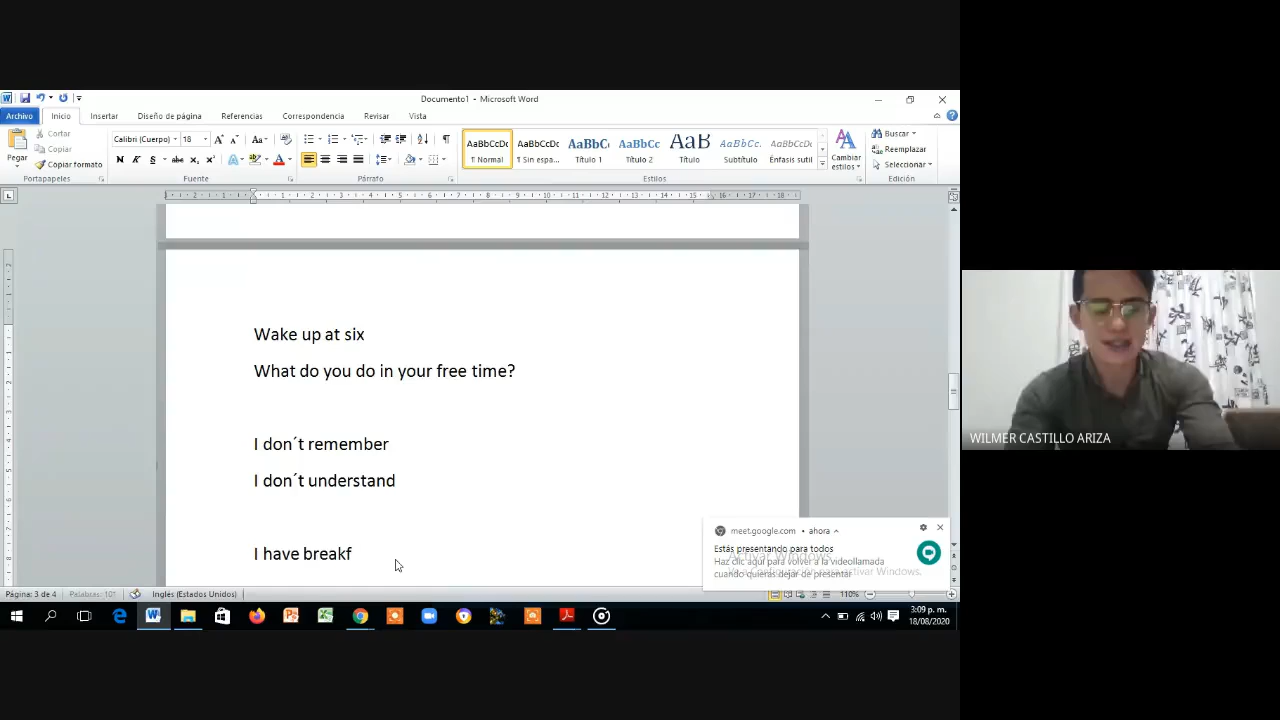 Documento1 - Microsoft Word
Archivo Inicio Insertar Diseño de página Referencias Correspondencia Revisar Vista
Pegar
Cortar
Copiar
Copiar formato
Portapapeles
Calibri (Cuerpo) 18
Fuente
Párrafo
AaBbCcDc AaBbCcDc AaBbC AaBbCc AaB AaBbCc. AaBbCcDc
¶ Normal ¶ Sin espa... Título 1 Título 2 Título Subtítulo Énfasis sutil
Estilos
Cambiar
estilos
Buscar
Reemplazar
Seleccionar
Edición
Wake up at six
What do you do in your free time?
I don´t remember
I don´t understand
I have breakf
meet.google.com • ahora
Estás presentando para todos
Haz clic aquí para volver a la videollamada
cuando quieras dejar de presentar
Activar Windows
WILMER CASTILLO ARIZA
Página: 3 de 4 Palabras: 101 Inglés (Estados Unidos) 110%
3:09 p. m.
18/08/2020